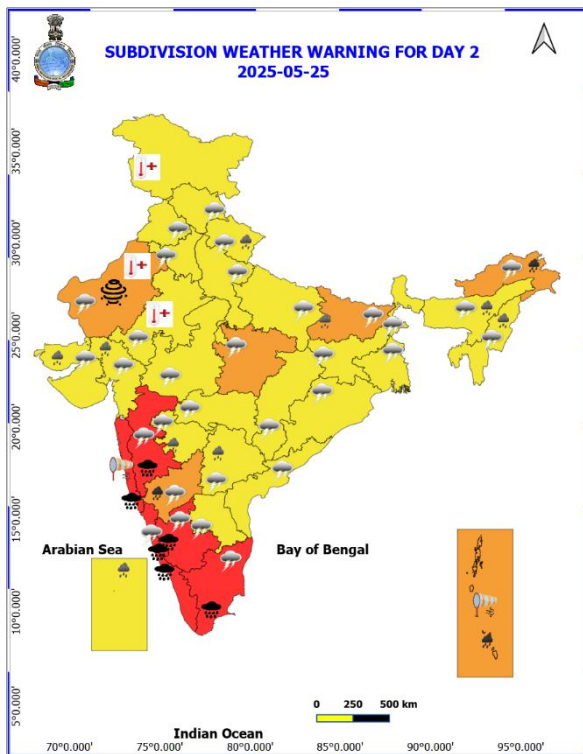 SUBDIVISION WEATHER WARNING FOR DAY 2
2025-05-25
40°0.000'
35°0.000'
30°0.000'
25°0.000'
20°0.000'
15°0.000'
10°0.000'
5°0.000'
Arabian Sea
Bay of Bengal
0 250 500 km
Indian Ocean
70°0.000' 75°0.000' 80°0.000' 85°0.000' 90°0.000' 95°0.000'